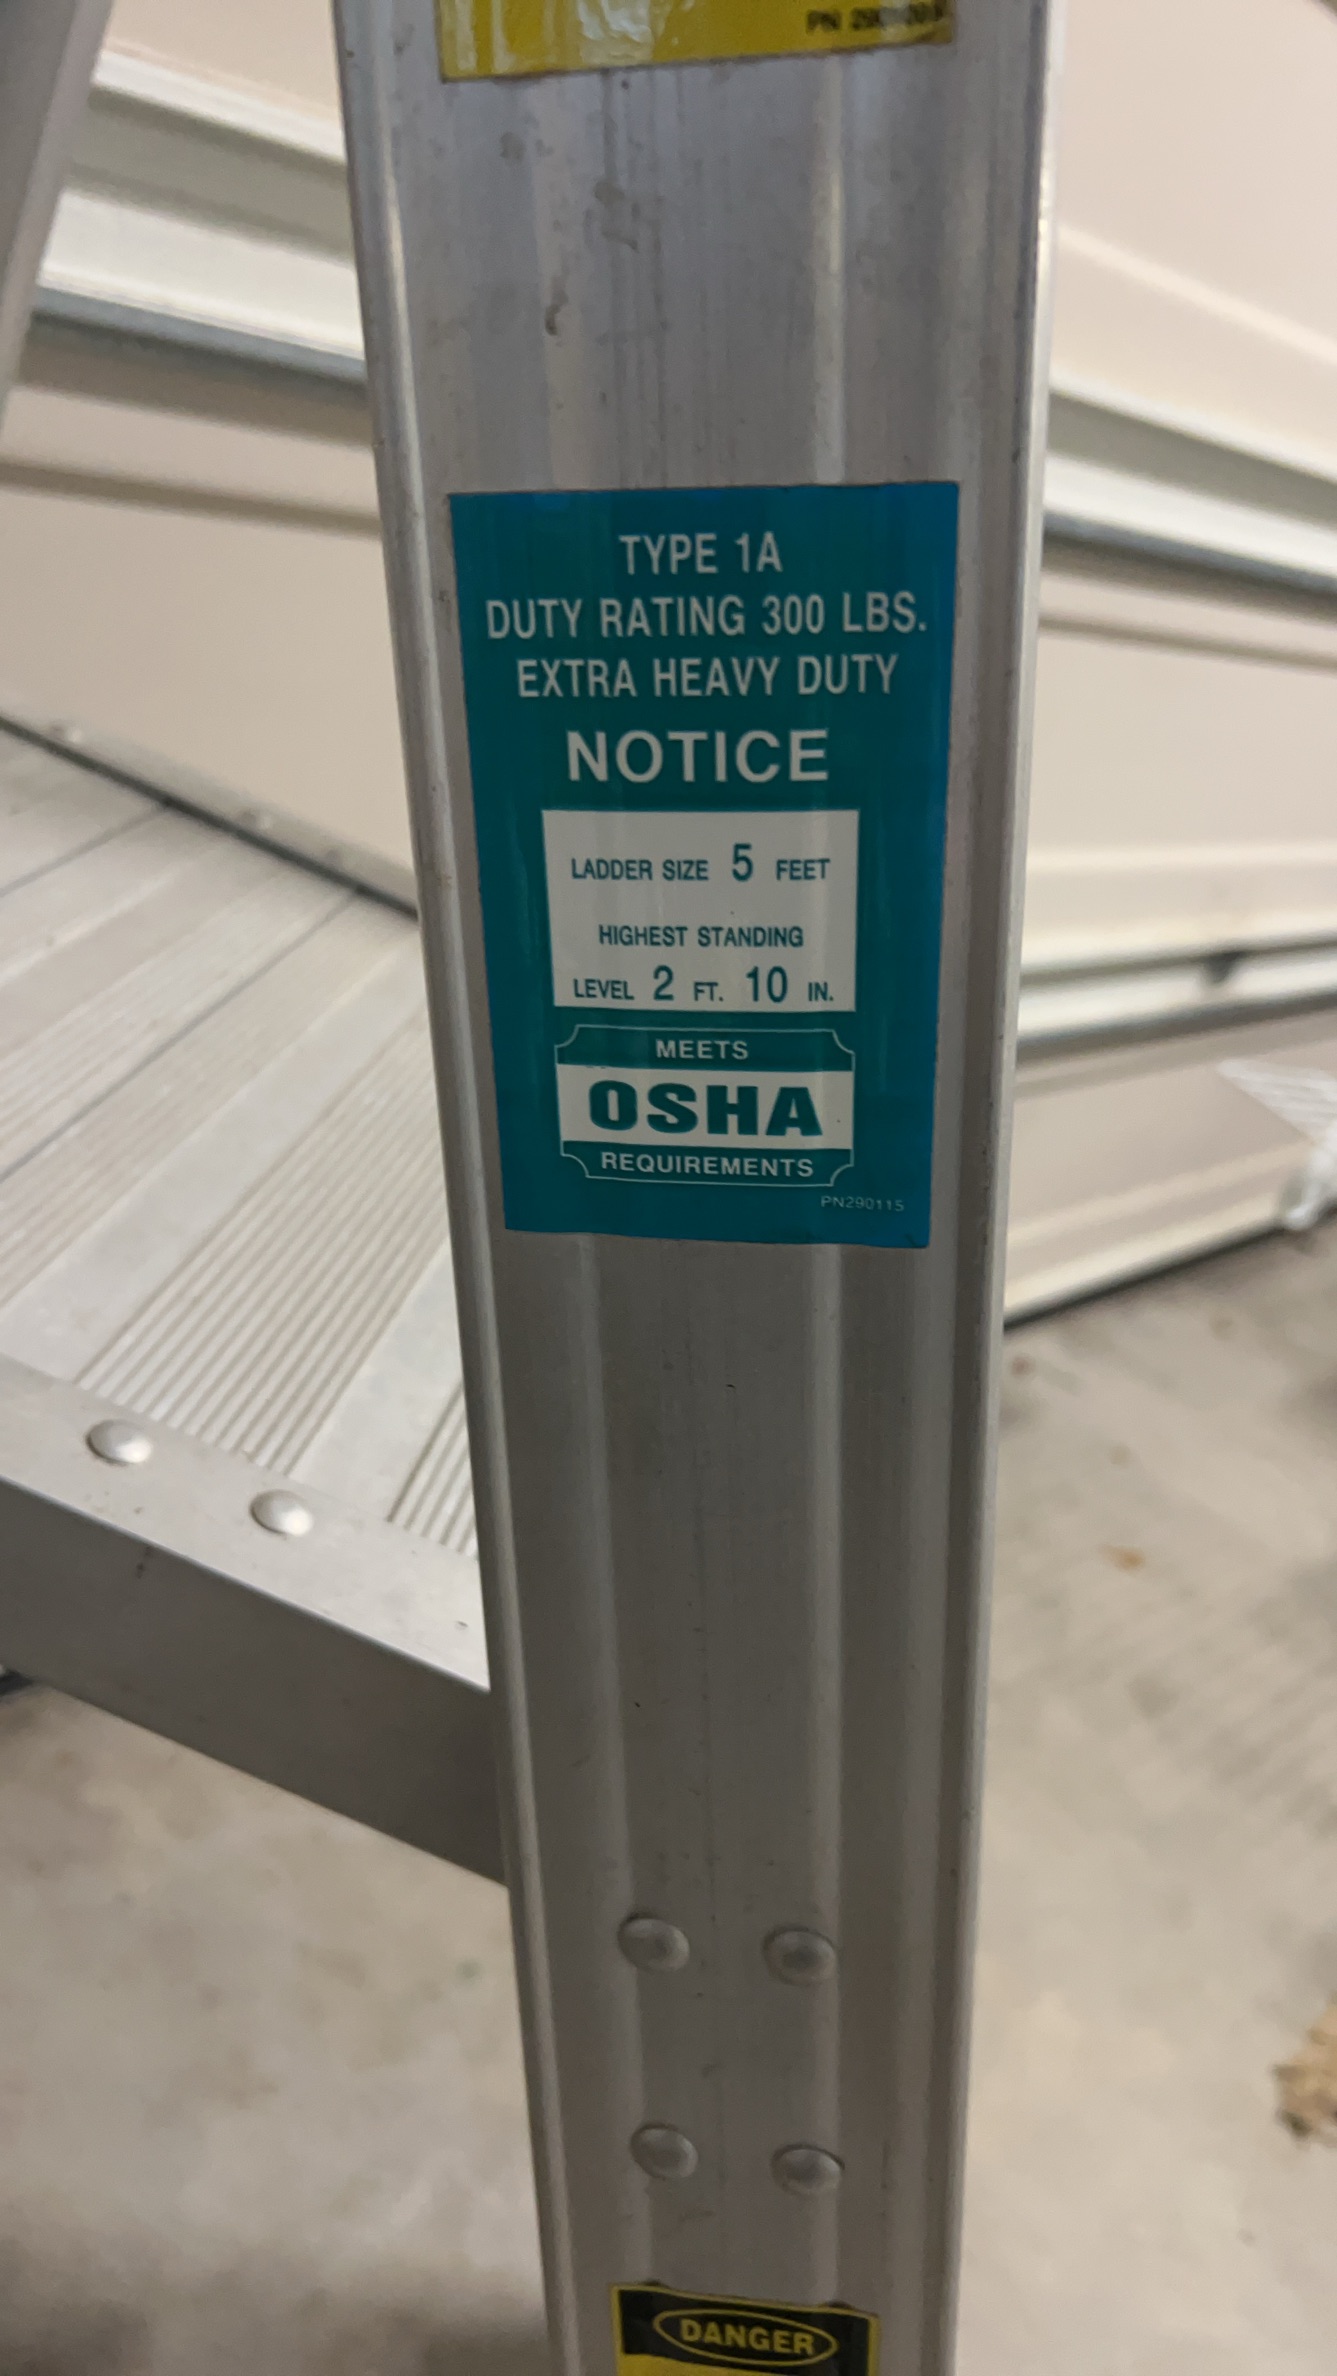 PN
TYPE 1A
DUTY RATING 300 LBS.
EXTRA HEAVY DUTY
NOTICE
LADDER SIZE 5 FEET
HIGHEST STANDING
LEVEL 2 FT. 10 IN.
MEETS
OSHA
REQUIREMENTS
PN290115
DANGER